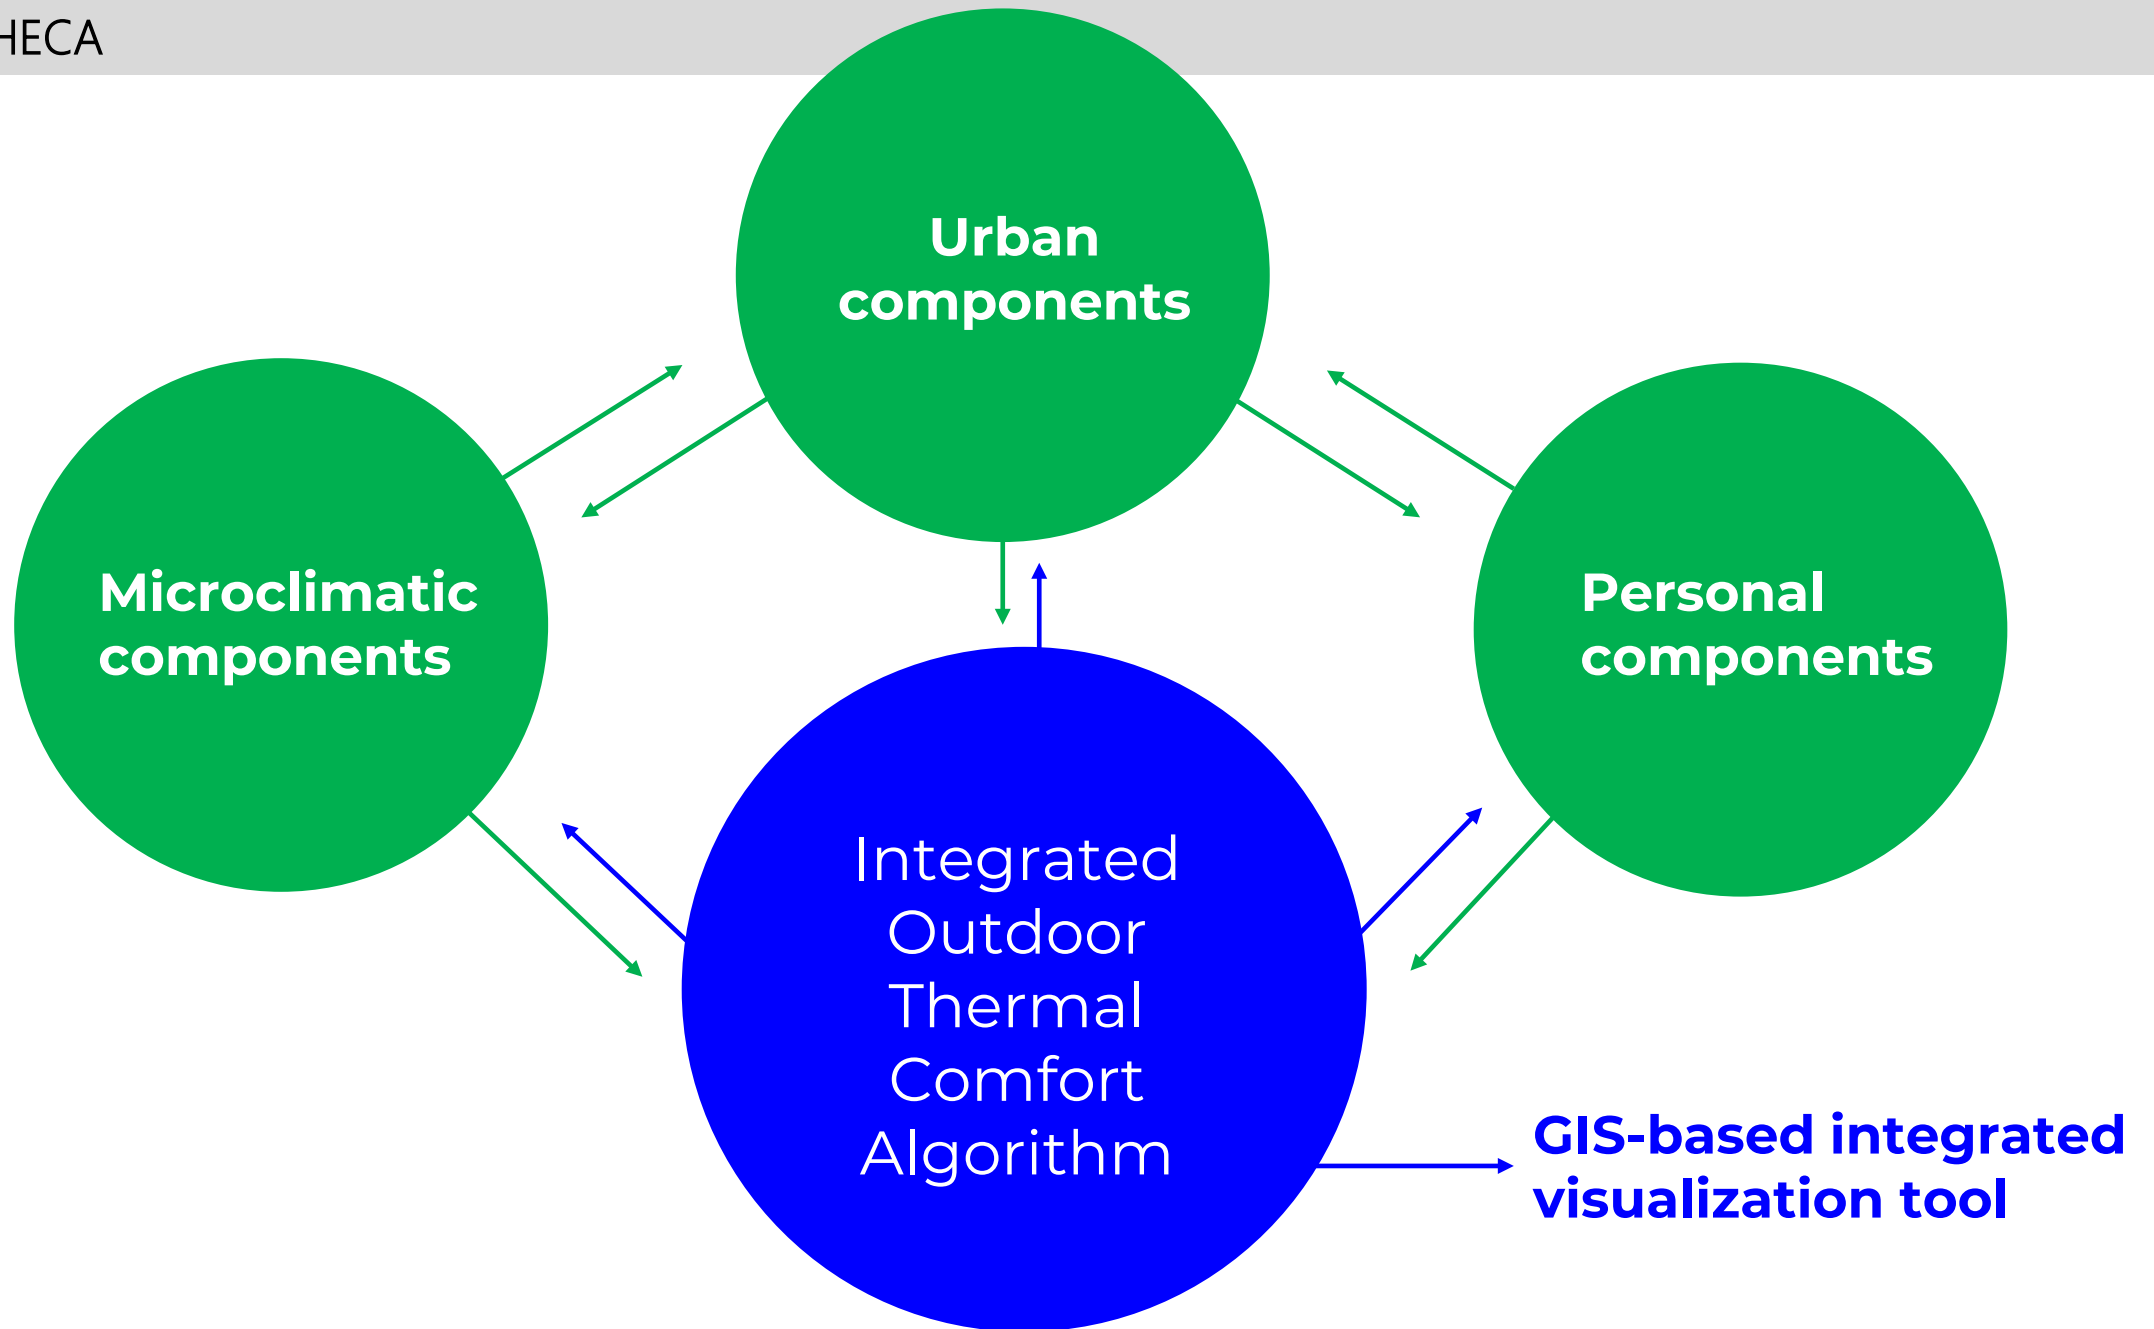 HECA
Urban
components
Microclimatic
components
Personal
components
Integrated
Outdoor
Thermal
Comfort
Algorithm
GIS-based integrated
visualization tool